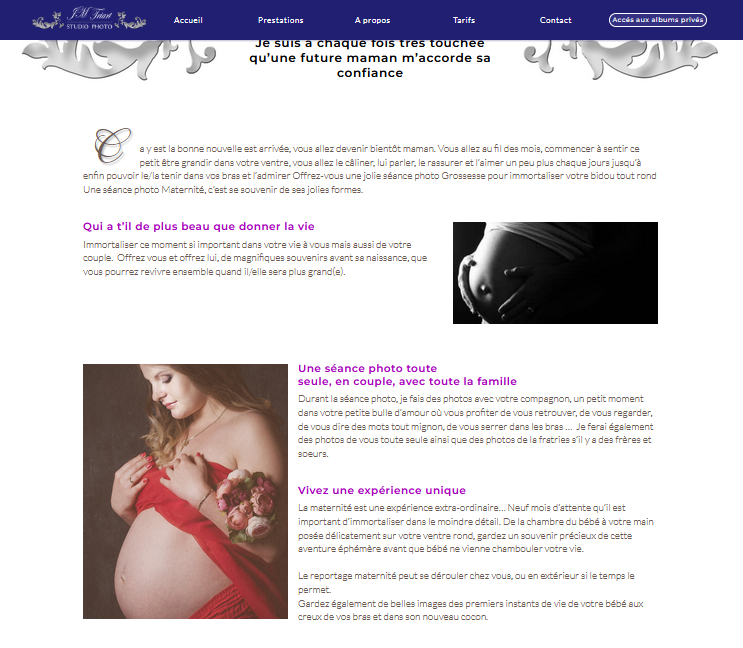 JM Triart
STUDIO PHOTO
Accueil
Prestations
A propos
Tarifs
Contact
Accés aux albums privés
Je suis à chaque fois très touchée
qu'une future maman m'accorde sa
confiance
Ca y est la bonne nouvelle est arrivée, vous allez devenir bientôt maman. Vous allez au fil des mois, commencer à sentir ce
petit être grandir dans votre ventre, vous allez le câliner, lui parler, le rassurer et l'aimer un peu plus chaque jours jusqu'à
enfin pouvoir le/la tenir dans vos bras et l'admirer Offrez-vous une jolie séance photo Grossesse pour immortaliser votre bidou tout rond
Une séance photo Maternité, c'est se souvenir de ses jolies formes.
Qui a t'il de plus beau que donner la vie
Immortaliser ce moment si important dans votre vie à vous mais aussi de votre
couple. Offrez vous et offrez lui, de magnifiques souvenirs avant sa naissance, que
vous pourrez revivre ensemble quand il/elle sera plus grand(e).
Une séance photo toute
seule, en couple, avec toute la famille
Durant la séance photo, je fais des photos avec votre compagnon, un petit moment
dans votre petite bulle d'amour où vous profiter de vous retrouver, de vous regarder,
de vous dire des mots tout mignon, de vous serrer dans les bras ... Je ferai également
des photos de vous toute seule ainsi que des photos de la fratries s'il y a des frères et
soeurs.
Vivez une expérience unique
La maternité est une expérience extra-ordinaire... Neuf mois d'attente qu'il est
important d'immortaliser dans le moindre détail. De la chambre du bébé à votre main
posée délicatement sur votre ventre rond, gardez un souvenir précieux de cette
aventure éphémère avant que bébé ne vienne chambouler votre vie.
Le reportage maternité peut se dérouler chez vous, ou en extérieur si le temps le
permet.
Gardez également de belles images des premiers instants de vie de votre bébé aux
creux de vos bras et dans son nouveau cocon.